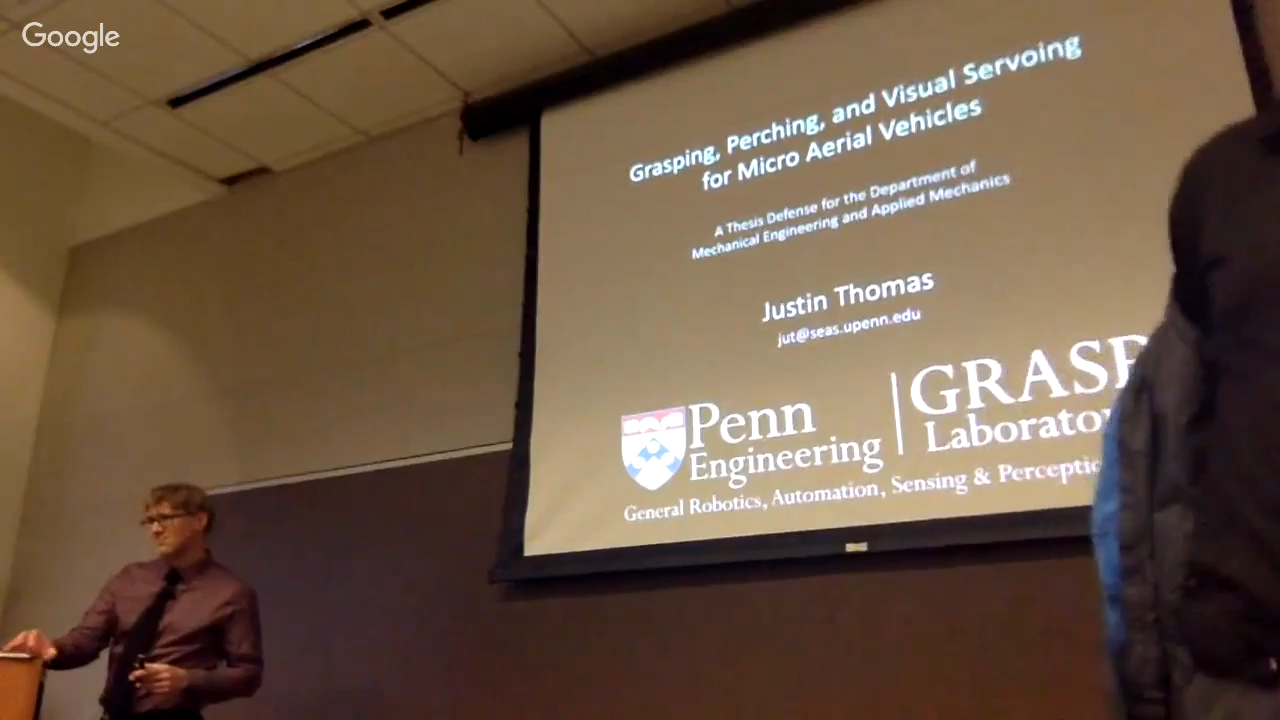 Google
Grasping, Perching, and Visual Servoing
for Micro Aerial Vehicles
A Thesis Defense for the Department of
Mechanical Engineering and Applied Mechanics
Justin Thomas
jut@seas.upenn.edu
Penn
Engineering
GRASP
Laborato
General Robotics, Automation, Sensing & Perceptio